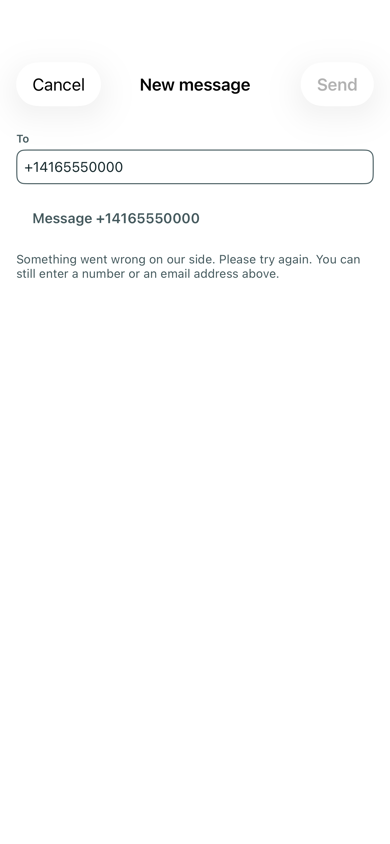 Cancel
New message
Send
To
+14165550000
Message +14165550000
Something went wrong on our side. Please try again. You can
still enter a number or an email address above.